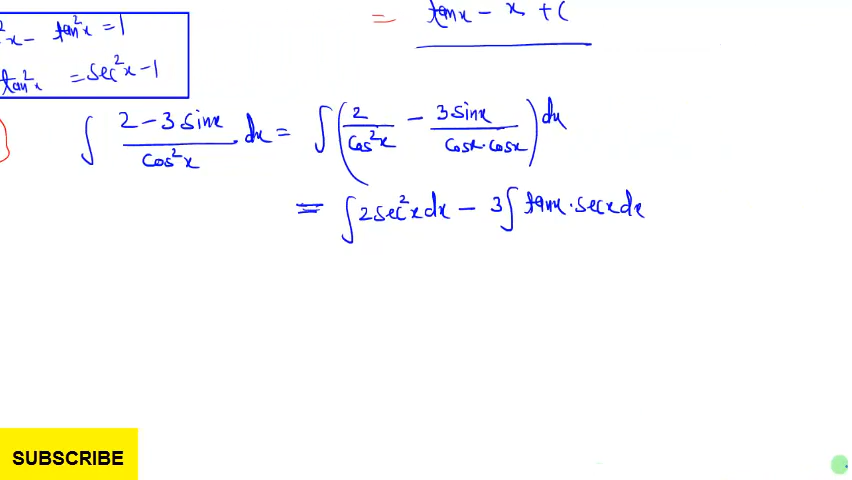 = tanx - x + C
²x - tan²x = 1
tan²x = sec²x - 1
∫ (2 - 3 sinx)/(cos²x) dx = ∫ (2/cos²x - 3 sinx/(cosx·cosx)) dx
= ∫ 2 sec²x dx - 3 ∫ tanx·secx dx
SUBSCRIBE